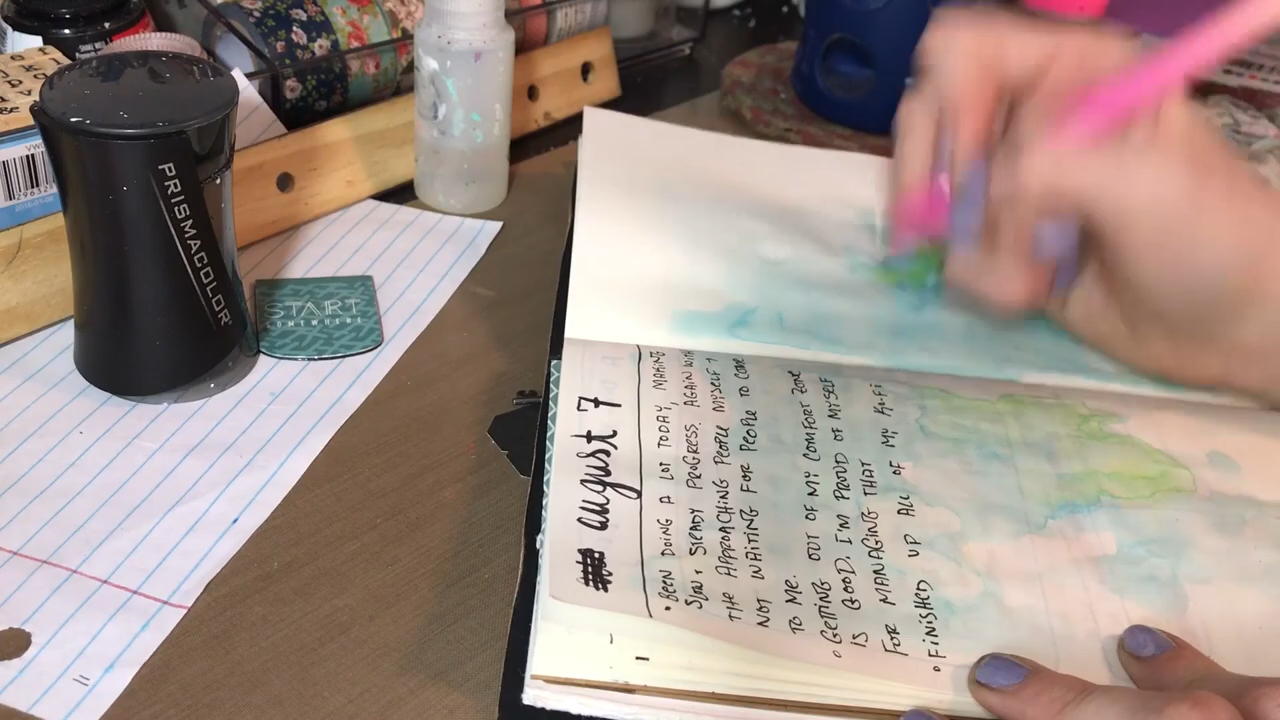 PRISMACOLOR
START
SOMEWHERE
august 7
• BEEN DOING A LOT TODAY, MAKING
SLOW + STEADY PROGRESS. AGAIN WITH
THE APPROACHING PEOPLE MYSELF +
NOT WAITING FOR PEOPLE TO COME
TO ME.
• GETTING OUT OF MY COMFORT ZONE
IS GOOD. I'M PROUD OF MYSELF
FOR MANAGING THAT
• FINISHED UP ALL OF MY KO-FI